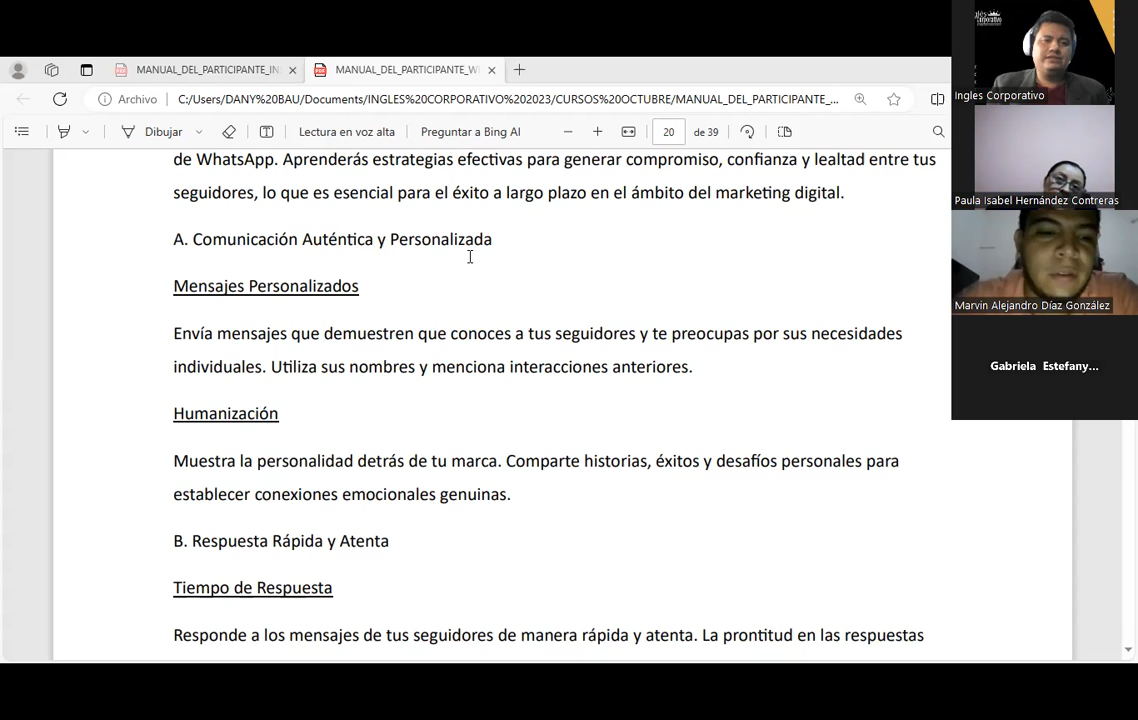 MANUAL_DEL_PARTICIPANTE_IN
MANUAL_DEL_PARTICIPANTE_W
Archivo
C:/Users/DANY%20BAU/Documents/INGLES%20CORPORATIVO%202023/CURSOS%20OCTUBRE/MANUAL_DEL_PARTICIPANTE_...
Dibujar
Lectura en voz alta
Preguntar a Bing AI
20
de 39
de WhatsApp. Aprenderás estrategias efectivas para generar compromiso, confianza y lealtad entre tus
seguidores, lo que es esencial para el éxito a largo plazo en el ámbito del marketing digital.
A. Comunicación Auténtica y Personalizada
Mensajes Personalizados
Envía mensajes que demuestren que conoces a tus seguidores y te preocupas por sus necesidades
individuales. Utiliza sus nombres y menciona interacciones anteriores.
Humanización
Muestra la personalidad detrás de tu marca. Comparte historias, éxitos y desafíos personales para
establecer conexiones emocionales genuinas.
B. Respuesta Rápida y Atenta
Tiempo de Respuesta
Responde a los mensajes de tus seguidores de manera rápida y atenta. La prontitud en las respuestas
Ingles Corporativo
Paula Isabel Hernández Contreras
Marvin Alejandro Díaz González
Gabriela Estefany...